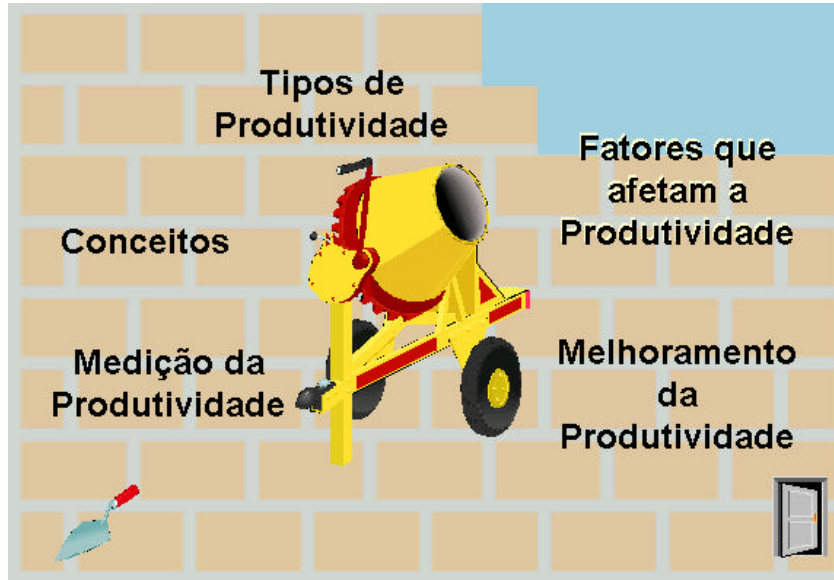 Tipos de
Produtividade
Fatores que
afetam a
Produtividade
Conceitos
Medição da
Produtividade
Melhoramento
da
Produtividade